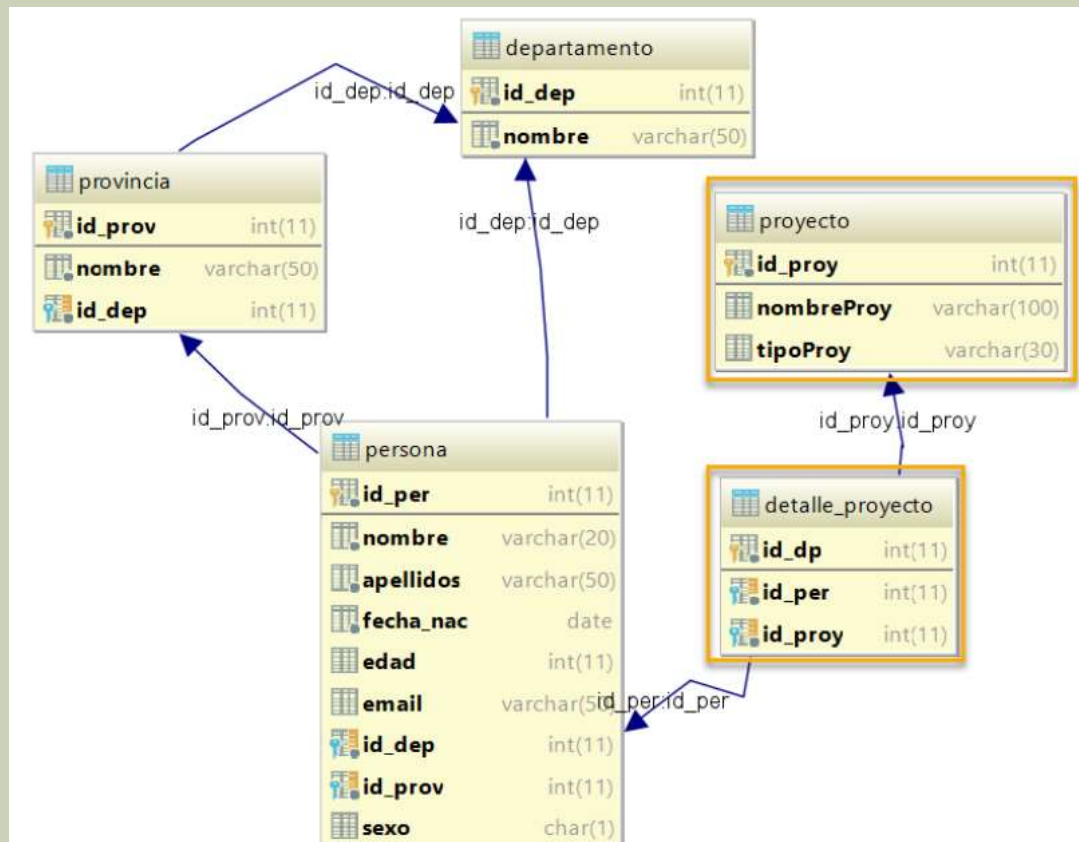 departamento
id_dep int(11)
nombre varchar(50)
id_dep:id_dep
provincia
id_prov int(11)
nombre varchar(50)
id_dep int(11)
id_dep:id_dep
proyecto
id_proy int(11)
nombreProy varchar(100)
tipoProy varchar(30)
id_prov:id_prov
id_proy:id_proy
persona
id_per int(11)
nombre varchar(20)
apellidos varchar(50)
fecha_nac date
edad int(11)
email varchar(50)
id_dep int(11)
id_prov int(11)
sexo char(1)
detalle_proyecto
id_dp int(11)
id_per int(11)
id_proy int(11)
id_per:id_per